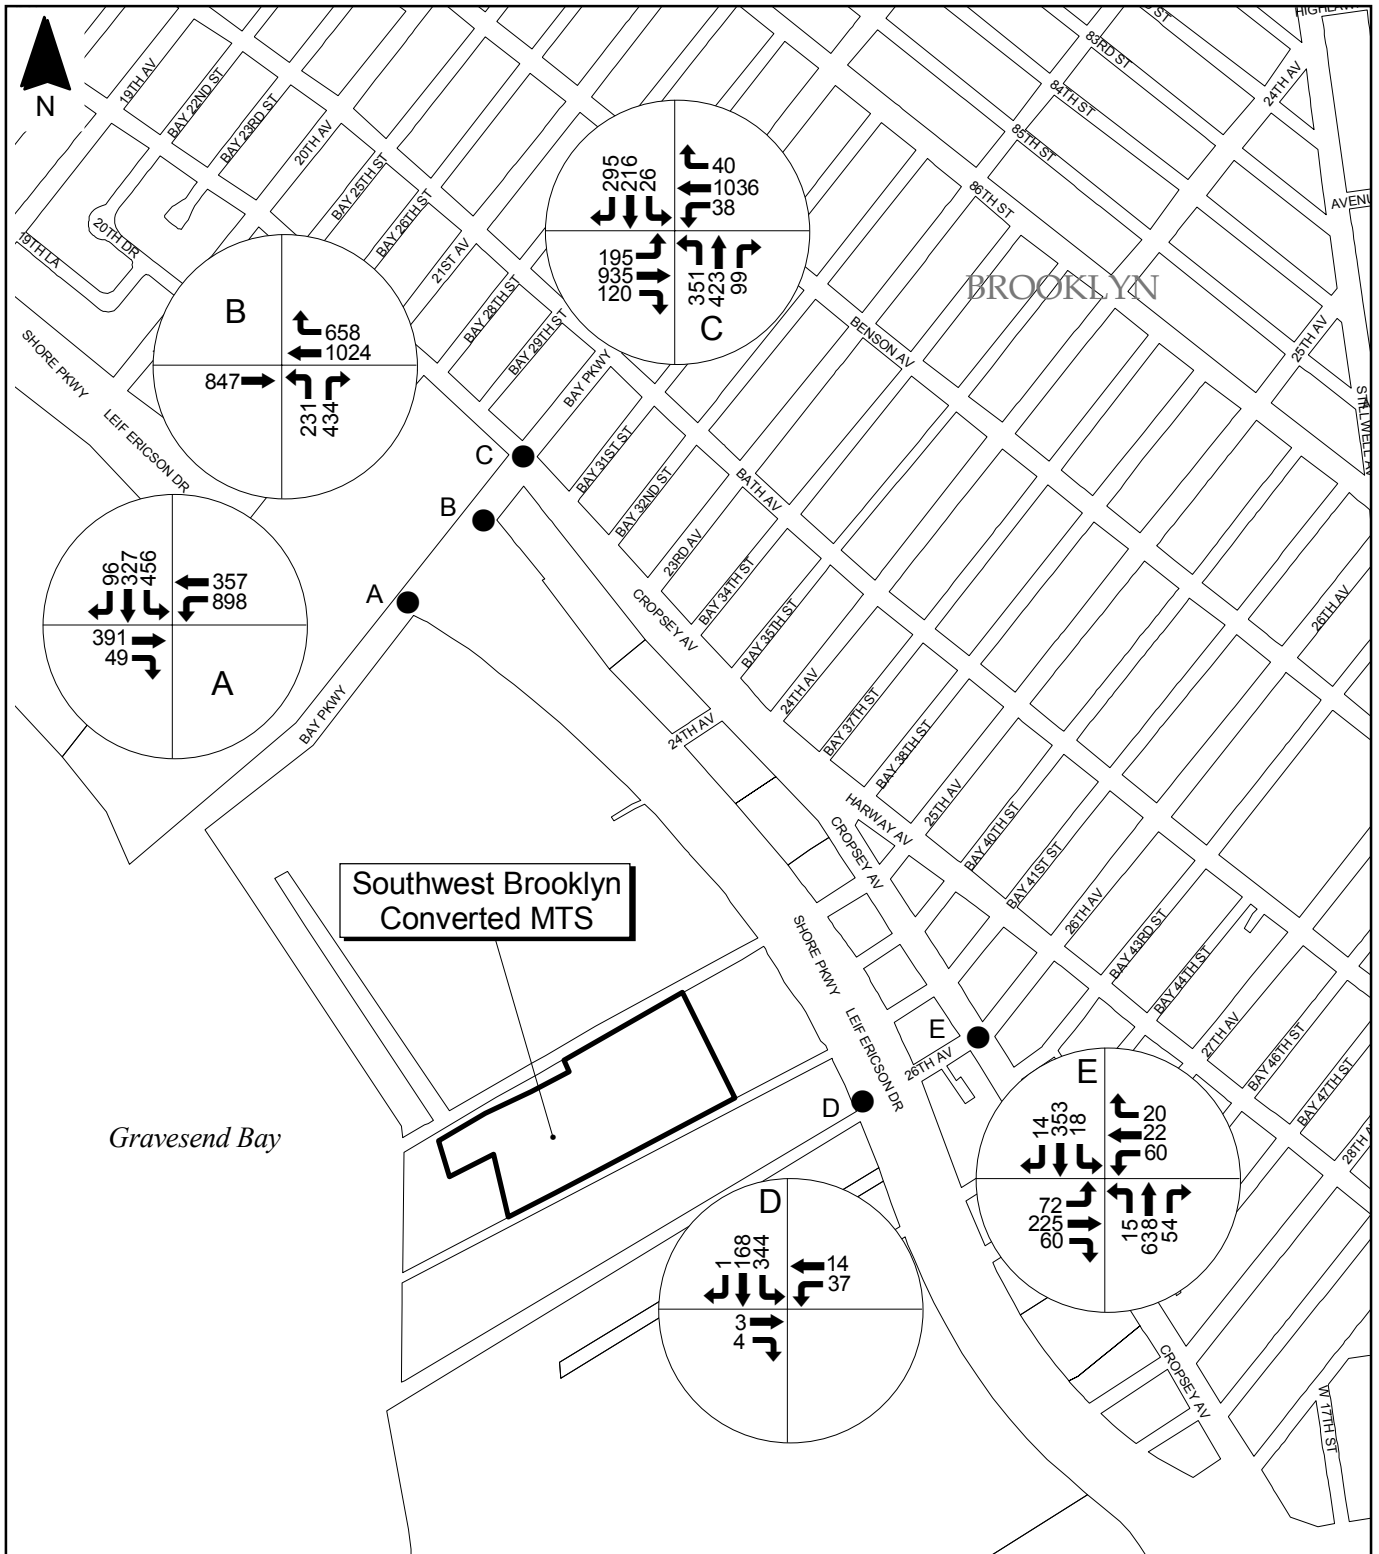 N
19TH AV
BAY 22ND ST
BAY 23RD ST
20TH AV
BAY 25TH ST
BAY 26TH ST
21ST AV
BAY 28TH ST
BAY 29TH ST
BAY PKWY
BAY 31ST ST
BAY 32ND ST
23RD AV
BAY 34TH ST
BAY 35TH ST
24TH AV
BAY 37TH ST
BAY 38TH ST
25TH AV
BAY 40TH ST
BAY 41ST ST
26TH AV
BAY 43RD ST
BAY 44TH ST
27TH AV
BAY 46TH ST
BAY 47TH ST
28TH A
19TH LA
20TH DR
SHORE PKWY
LEIF ERICSON DR
D ST
83RD ST
84TH ST
85TH ST
86TH ST
24TH AV
AVENU
25TH AV
STILLWELL AV
26TH AV
BROOKLYN
BENSON AV
BATH AV
CROPSEY AV
HARWAY AV
CROPSEY AV
24TH AV
BAY PKWY
SHORE PKWY
LEIF ERICSON DR
26TH AV
CROPSEY AV
W 17TH ST
295
216
26
40
1036
38
195
935
120
351
423
99
C
B
658
1024
847
231
434
96
327
456
357
898
391
49
A
C
B
A
Southwest Brooklyn
Converted MTS
Gravesend Bay
E
D
E
14
353
18
20
22
60
72
225
60
15
638
54
D
1
168
344
14
37
3
4